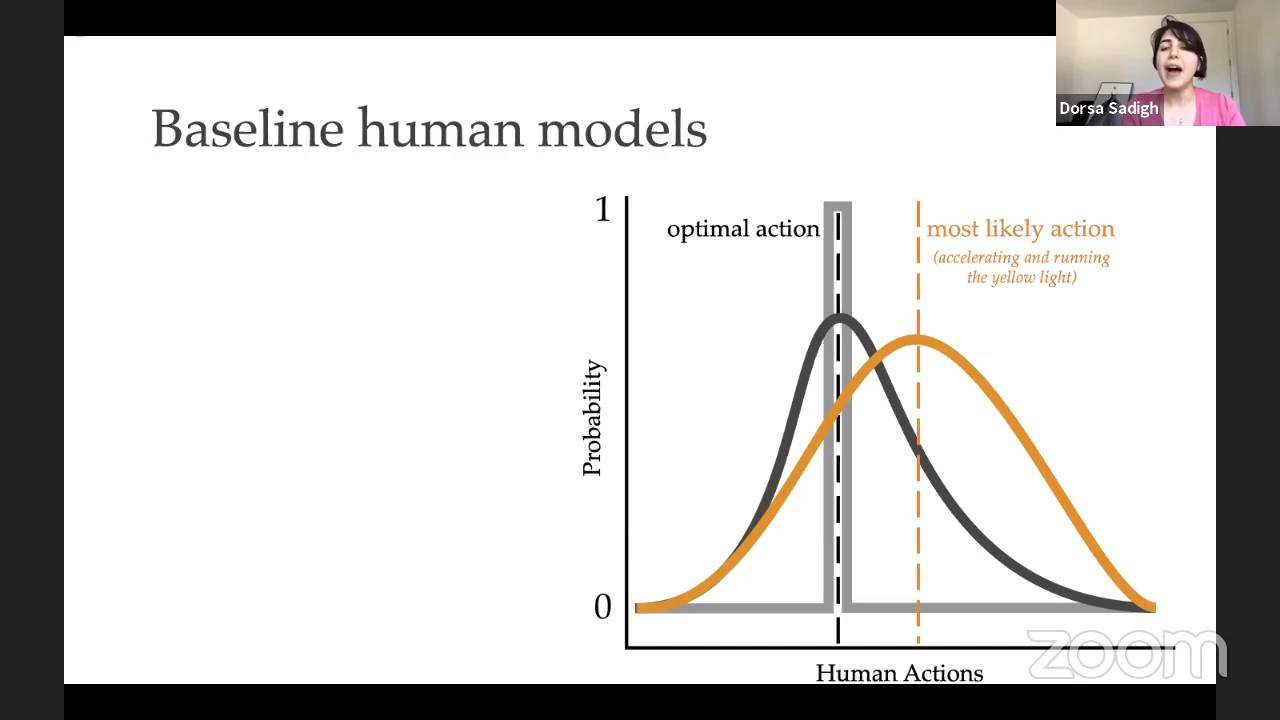 Dorsa Sadigh
Baseline human models
1
optimal action
most likely action
(accelerating and running
the yellow light)
Probability
0
Human Actions
zoom